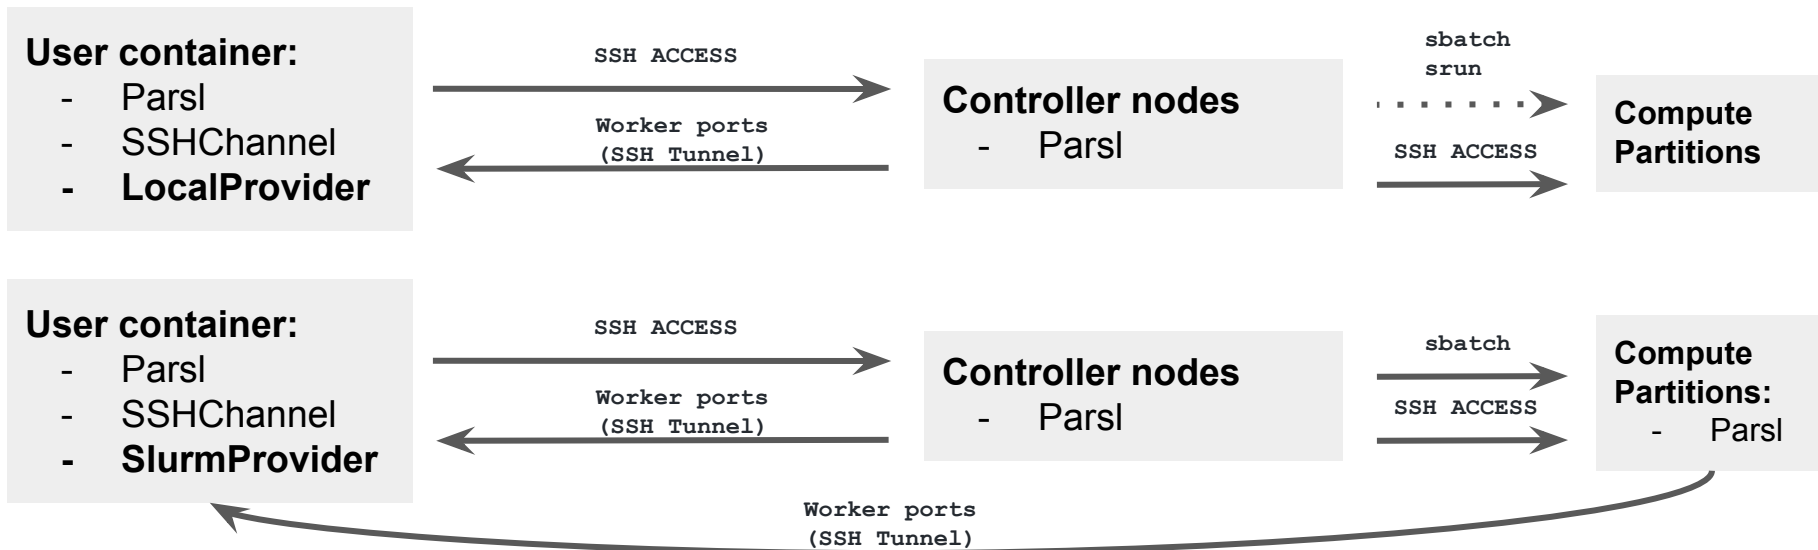 User container:
- Parsl
- SSHChannel
- LocalProvider
SSH ACCESS
Worker ports
(SSH Tunnel)
Controller nodes
- Parsl
sbatch
srun
SSH ACCESS
Compute
Partitions
User container:
- Parsl
- SSHChannel
- SlurmProvider
SSH ACCESS
Worker ports
(SSH Tunnel)
Controller nodes
- Parsl
sbatch
SSH ACCESS
Compute
Partitions:
- Parsl
Worker ports
(SSH Tunnel)